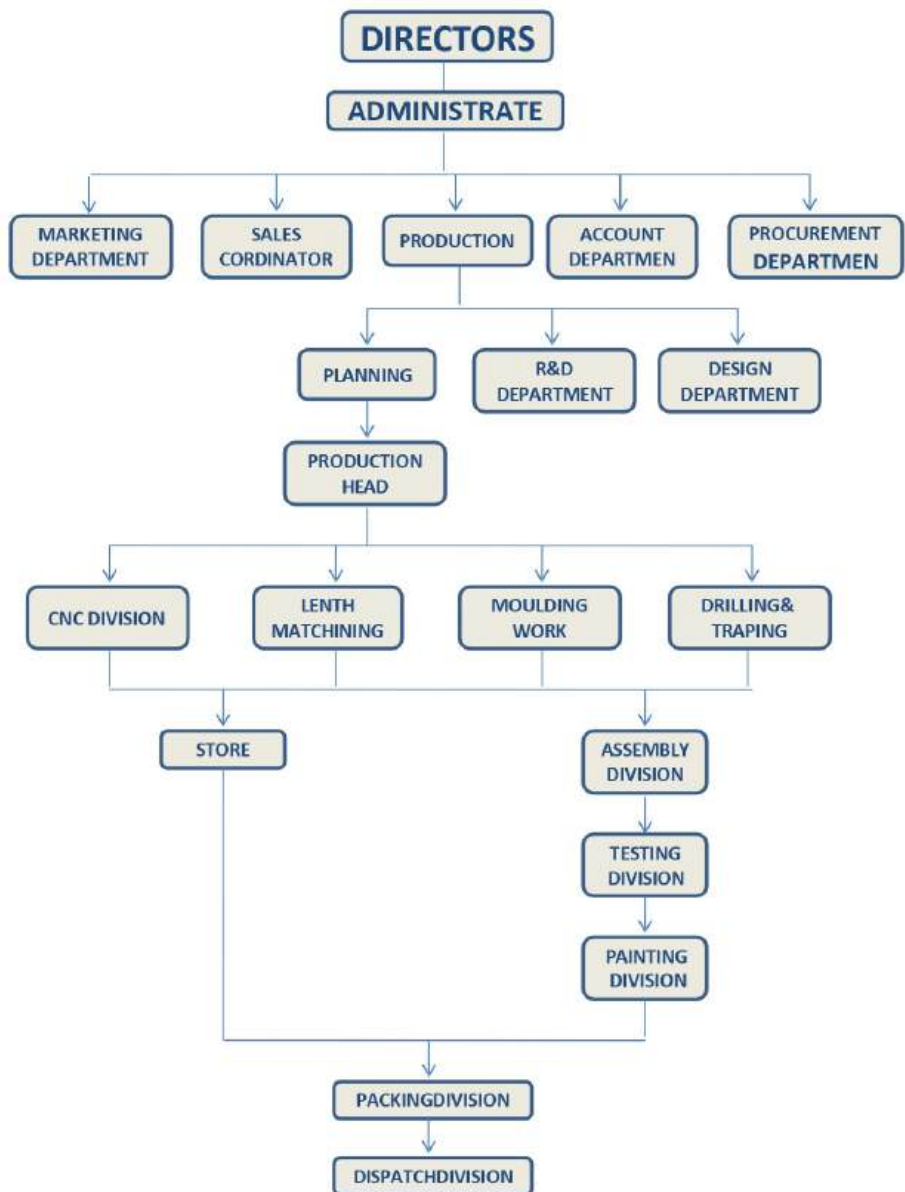 DIRECTORS
ADMINISTRATE
MARKETING
DEPARTMENT
SALES
CORDINATOR
PRODUCTION
ACCOUNT
DEPARTMEN
PROCUREMENT
DEPARTMEN
PLANNING
R&D
DEPARTMENT
DESIGN
DEPARTMENT
PRODUCTION
HEAD
CNC DIVISION
LENTH
MATCHINING
MOULDING
WORK
DRILLING&
TRAPING
STORE
ASSEMBLY
DIVISION
TESTING
DIVISION
PAINTING
DIVISION
PACKINGDIVISION
DISPATCHDIVISION